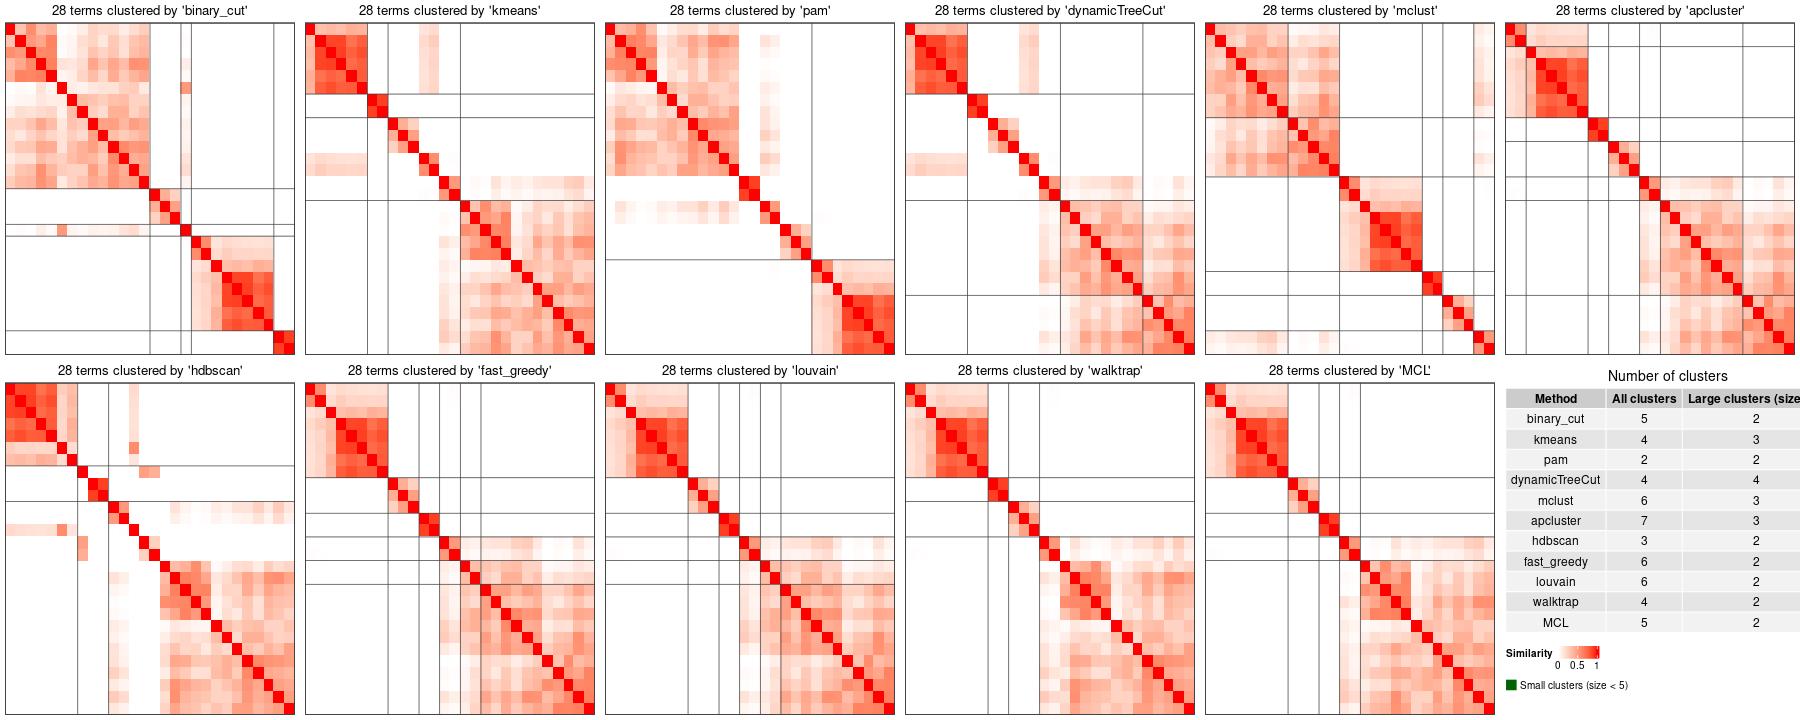 28 terms clustered by 'binary_cut'
28 terms clustered by 'kmeans'
28 terms clustered by 'pam'
28 terms clustered by 'dynamicTreeCut'
28 terms clustered by 'mclust'
28 terms clustered by 'apcluster'
28 terms clustered by 'hdbscan'
28 terms clustered by 'fast_greedy'
28 terms clustered by 'louvain'
28 terms clustered by 'walktrap'
28 terms clustered by 'MCL'
Number of clusters
Method All clusters Large clusters (size
binary_cut 5 2
kmeans 4 3
pam 2 2
dynamicTreeCut 4 4
mclust 6 3
apcluster 7 3
hdbscan 3 2
fast_greedy 6 2
louvain 6 2
walktrap 4 2
MCL 5 2
Similarity
0 0.5 1
Small clusters (size < 5)